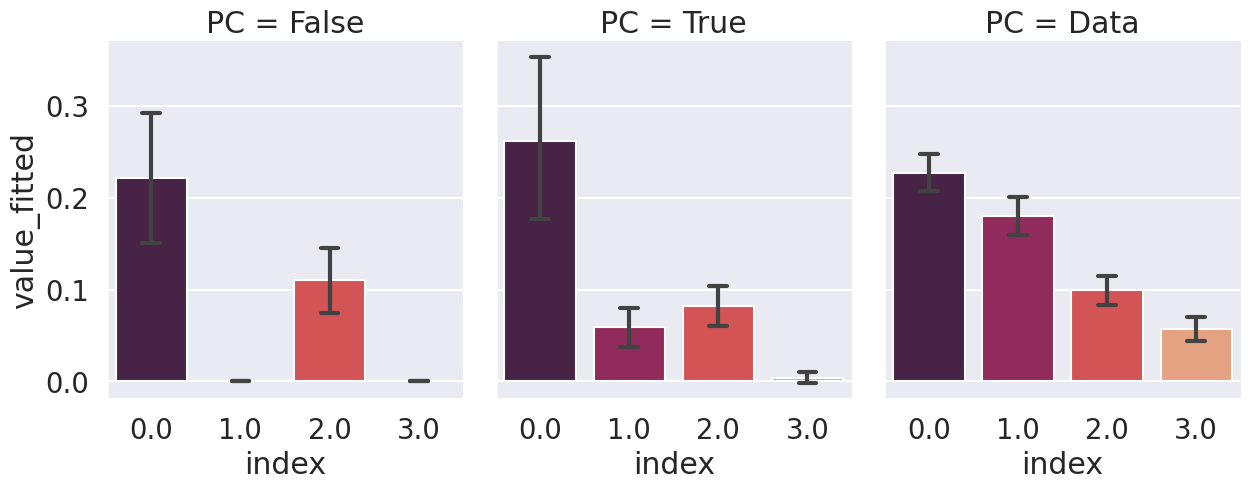 PC = False
PC = True
PC = Data
value_fitted
0.3
0.2
0.1
0.0
0.0 1.0 2.0 3.0
0.0 1.0 2.0 3.0
0.0 1.0 2.0 3.0
index
index
index